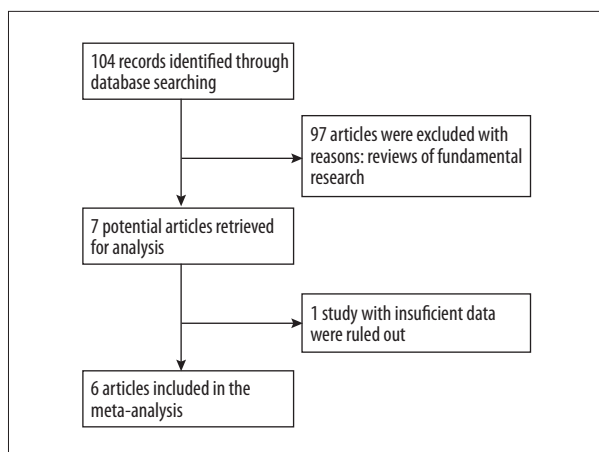 104 records identified through
database searching
97 articles were excluded with
reasons: reviews of fundamental
research
7 potential articles retrieved
for analysis
1 study with insufficient data
were ruled out
6 articles included in the
meta-analysis